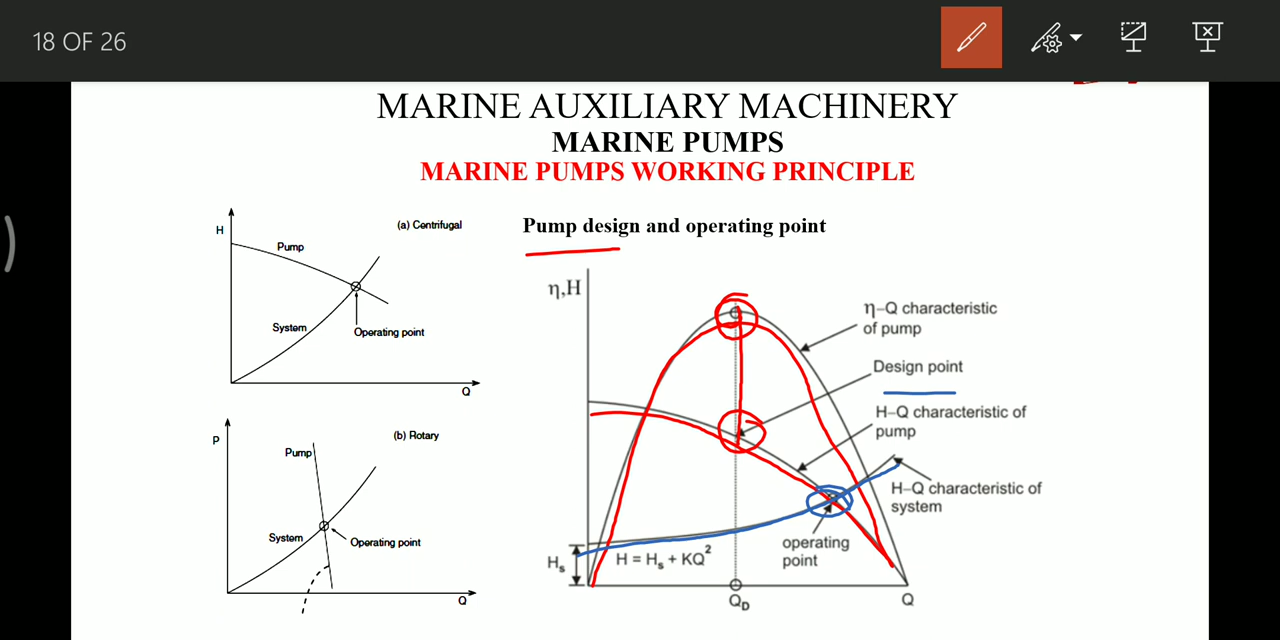 18 OF 26
MARINE AUXILIARY MACHINERY
MARINE PUMPS
MARINE PUMPS WORKING PRINCIPLE
H
(a) Centrifugal
Pump
System
Operating point
Q
P
(b) Rotary
Pump
System
Operating point
Q
Pump design and operating point
η,H
η–Q characteristic
of pump
Design point
H–Q characteristic of
pump
H–Q characteristic of
system
operating
point
Hₛ
H = Hₛ + KQ²
Q_D
Q